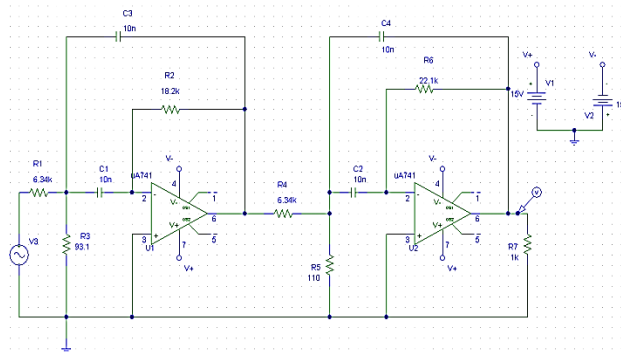 C3
10n
C4
10n
R2
18.2k
R6
22.1k
V+
V-
15V
V1
V2
R1
6.34k
C1
10n
uA741
V-
4
2
1
V-
V+
6
3
7
5
U1
V+
R4
6.34k
C2
10n
uA741
V-
4
2
1
V-
V+
6
3
7
5
U2
V+
V
V3
R3
93.1
R5
110
R7
1k